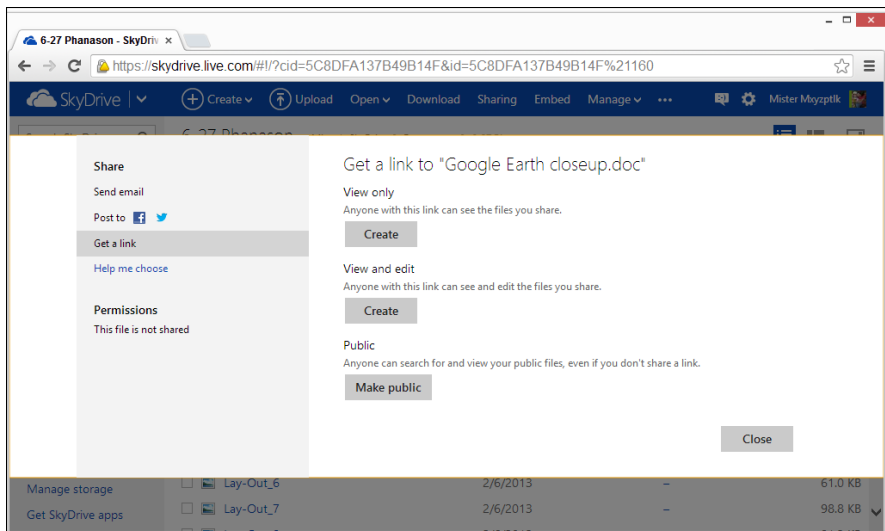 6-27 Phanason - SkyDriv ×
https://skydrive.live.com/#!/?cid=5C8DFA137B49B14F&id=5C8DFA137B49B14F%21160
SkyDrive Create Upload Open Download Sharing Embed Manage ••• Mister Mxyzptlk
6-27 Phanason
Share
Send email
Post to
Get a link
Help me choose
Permissions
This file is not shared
Get a link to "Google Earth closeup.doc"
View only
Anyone with this link can see the files you share.
Create
View and edit
Anyone with this link can see and edit the files you share.
Create
Public
Anyone can search for and view your public files, even if you don't share a link.
Make public
Close
Manage storage
Get SkyDrive apps
Lay-Out_6 2/6/2013 – 61.0 KB
Lay-Out_7 2/6/2013 – 98.8 KB